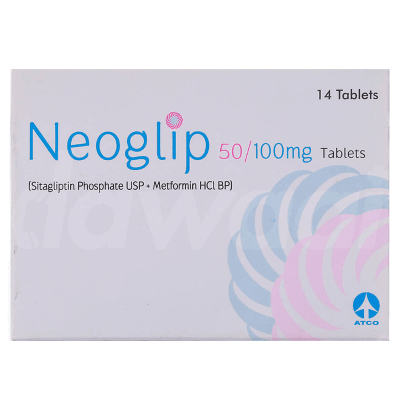 14 Tablets
Neoglip 50/100mg Tablets
(Sitagliptin Phosphate USP + Metformin HCl BP)
ATCO